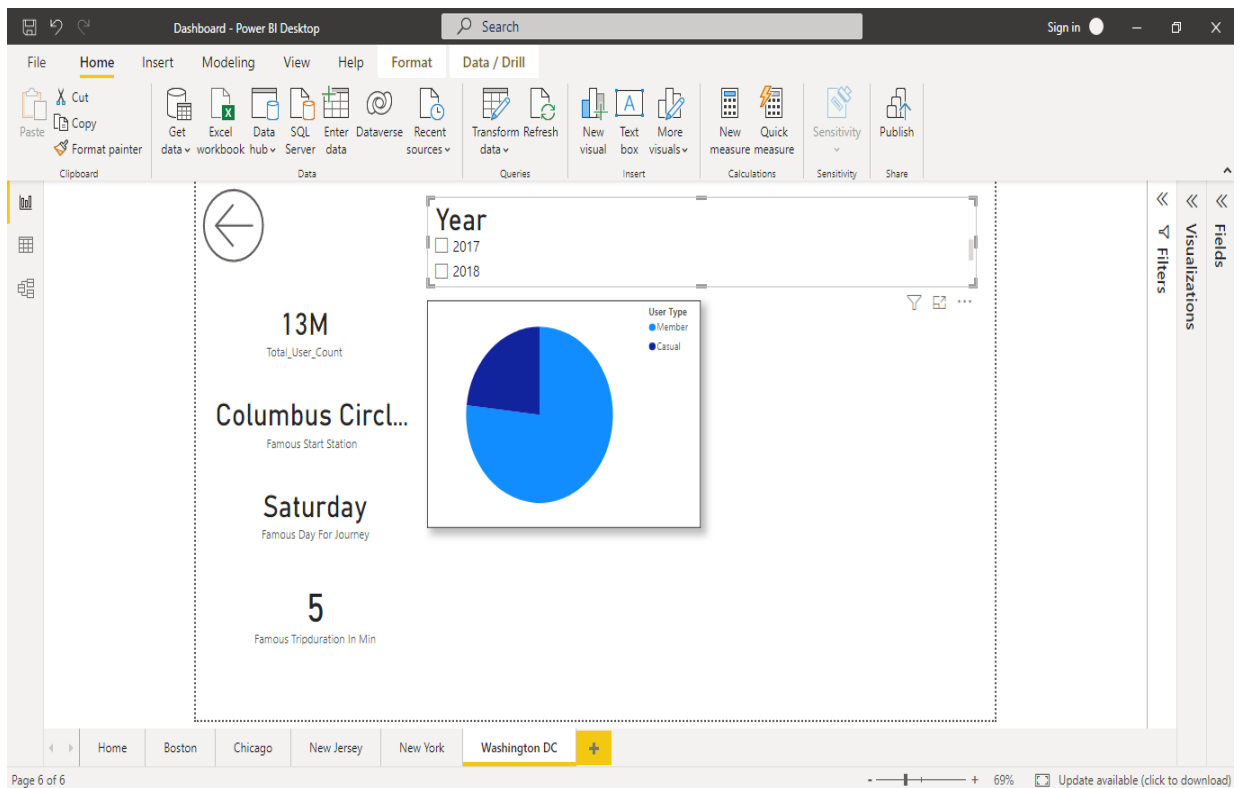 Dashboard - Power BI Desktop
Search
Sign in
File Home Insert Modeling View Help Format Data / Drill
Paste
Cut
Copy
Format painter
Clipboard
Get data
Excel workbook
Data hub
SQL Server
Enter data
Dataverse
Recent sources
Data
Transform data
Refresh
Queries
New visual
Text box
More visuals
Insert
New measure
Quick measure
Calculations
Sensitivity
Sensitivity
Publish
Share
Year
2017
2018
13M
Total_User_Count
Columbus Circl...
Famous Start Station
Saturday
Famous Day For Journey
5
Famous Tripduration In Min
User Type
Member
Casual
Filters
Visualizations
Fields
Home Boston Chicago New Jersey New York Washington DC
Page 6 of 6
69%
Update available (click to download)